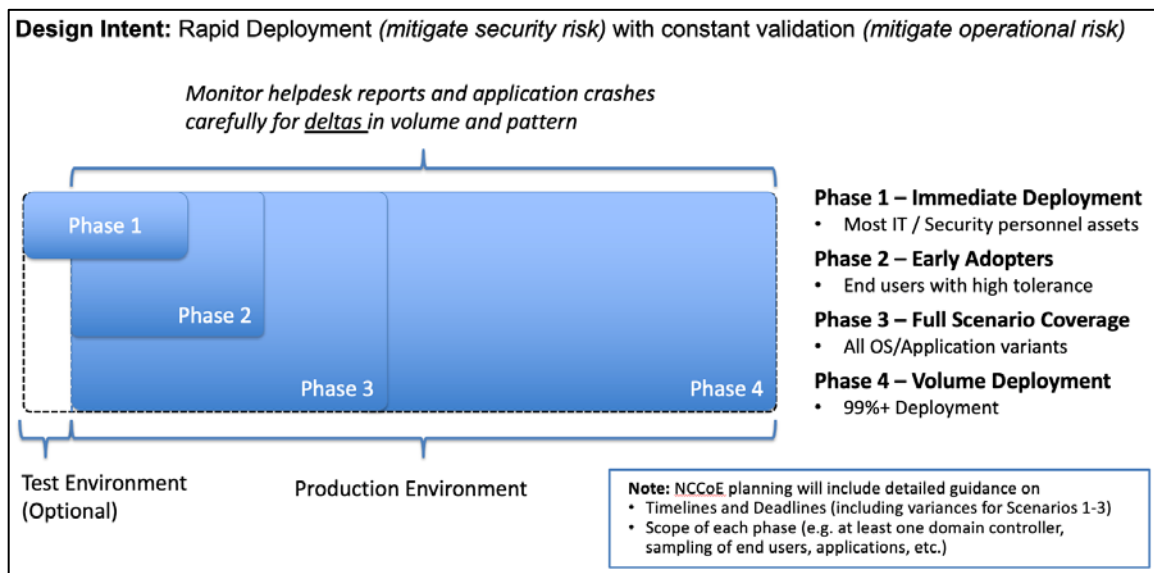 Design Intent: Rapid Deployment (mitigate security risk) with constant validation (mitigate operational risk)
Monitor helpdesk reports and application crashes
carefully for deltas in volume and pattern
Phase 1
Phase 2
Phase 3
Phase 4
Phase 1 – Immediate Deployment
• Most IT / Security personnel assets
Phase 2 – Early Adopters
• End users with high tolerance
Phase 3 – Full Scenario Coverage
• All OS/Application variants
Phase 4 – Volume Deployment
• 99%+ Deployment
Test Environment
(Optional)
Production Environment
Note: NCCoE planning will include detailed guidance on
• Timelines and Deadlines (including variances for Scenarios 1-3)
• Scope of each phase (e.g. at least one domain controller,
sampling of end users, applications, etc.)